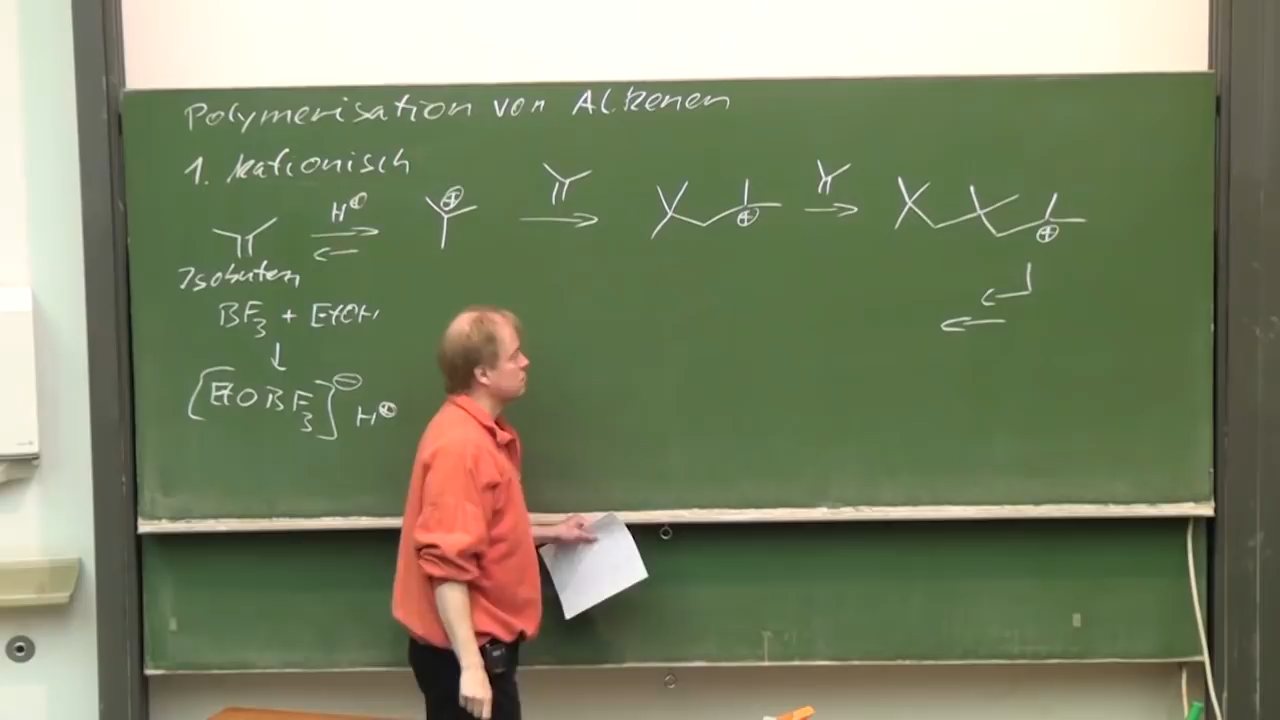 Polymerisation von Alkenen
1. kationisch
H⊕
⊕
⊕
⊕
Isobuten
BF₃ + EtOH
↓
[EtOBF₃]⊖ H⊕